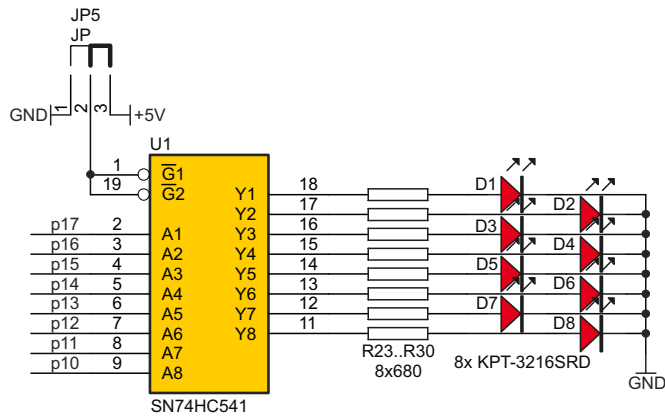 JP5
JP
GND 1 2 3 +5V
U1
1 G1
19 G2
p17 2 A1
p16 3 A2
p15 4 A3
p14 5 A4
p13 6 A5
p12 7 A6
p11 8 A7
p10 9 A8
Y1 18 D1
Y2 17 D2
Y3 16 D3
Y4 15 D4
Y5 14 D5
Y6 13 D6
Y7 12 D7
Y8 11 D8
R23..R30
8x680
8x KPT-3216SRD
GND
SN74HC541